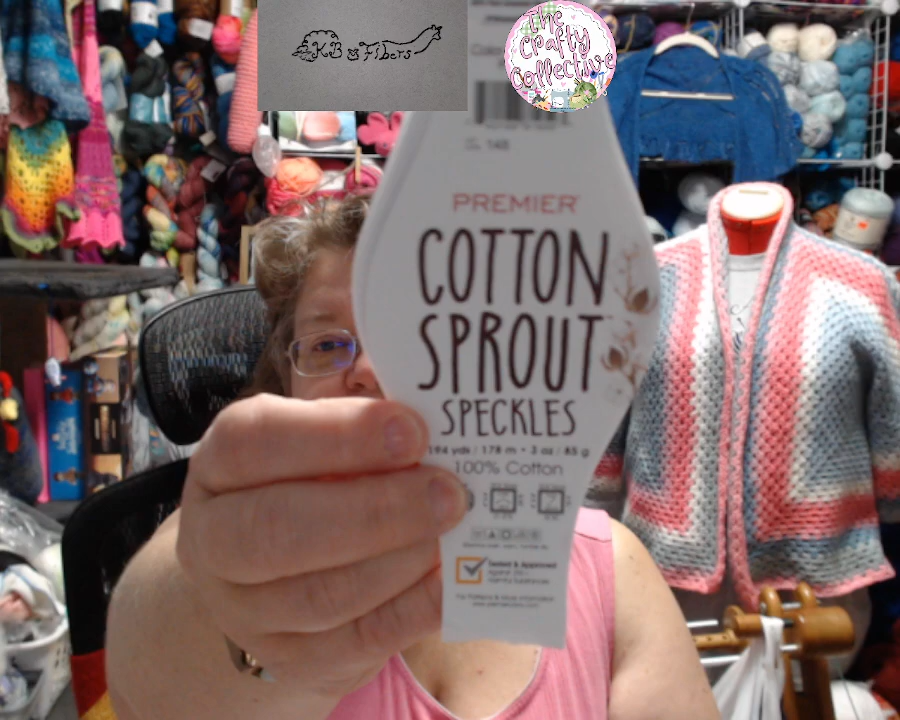 KB Fibers
The
Crafty
Collective
148
PREMIER
COTTON
SPROUT
SPECKLES
194 yds / 178 m • 3 oz / 85 g
100% Cotton
Tested & Approved